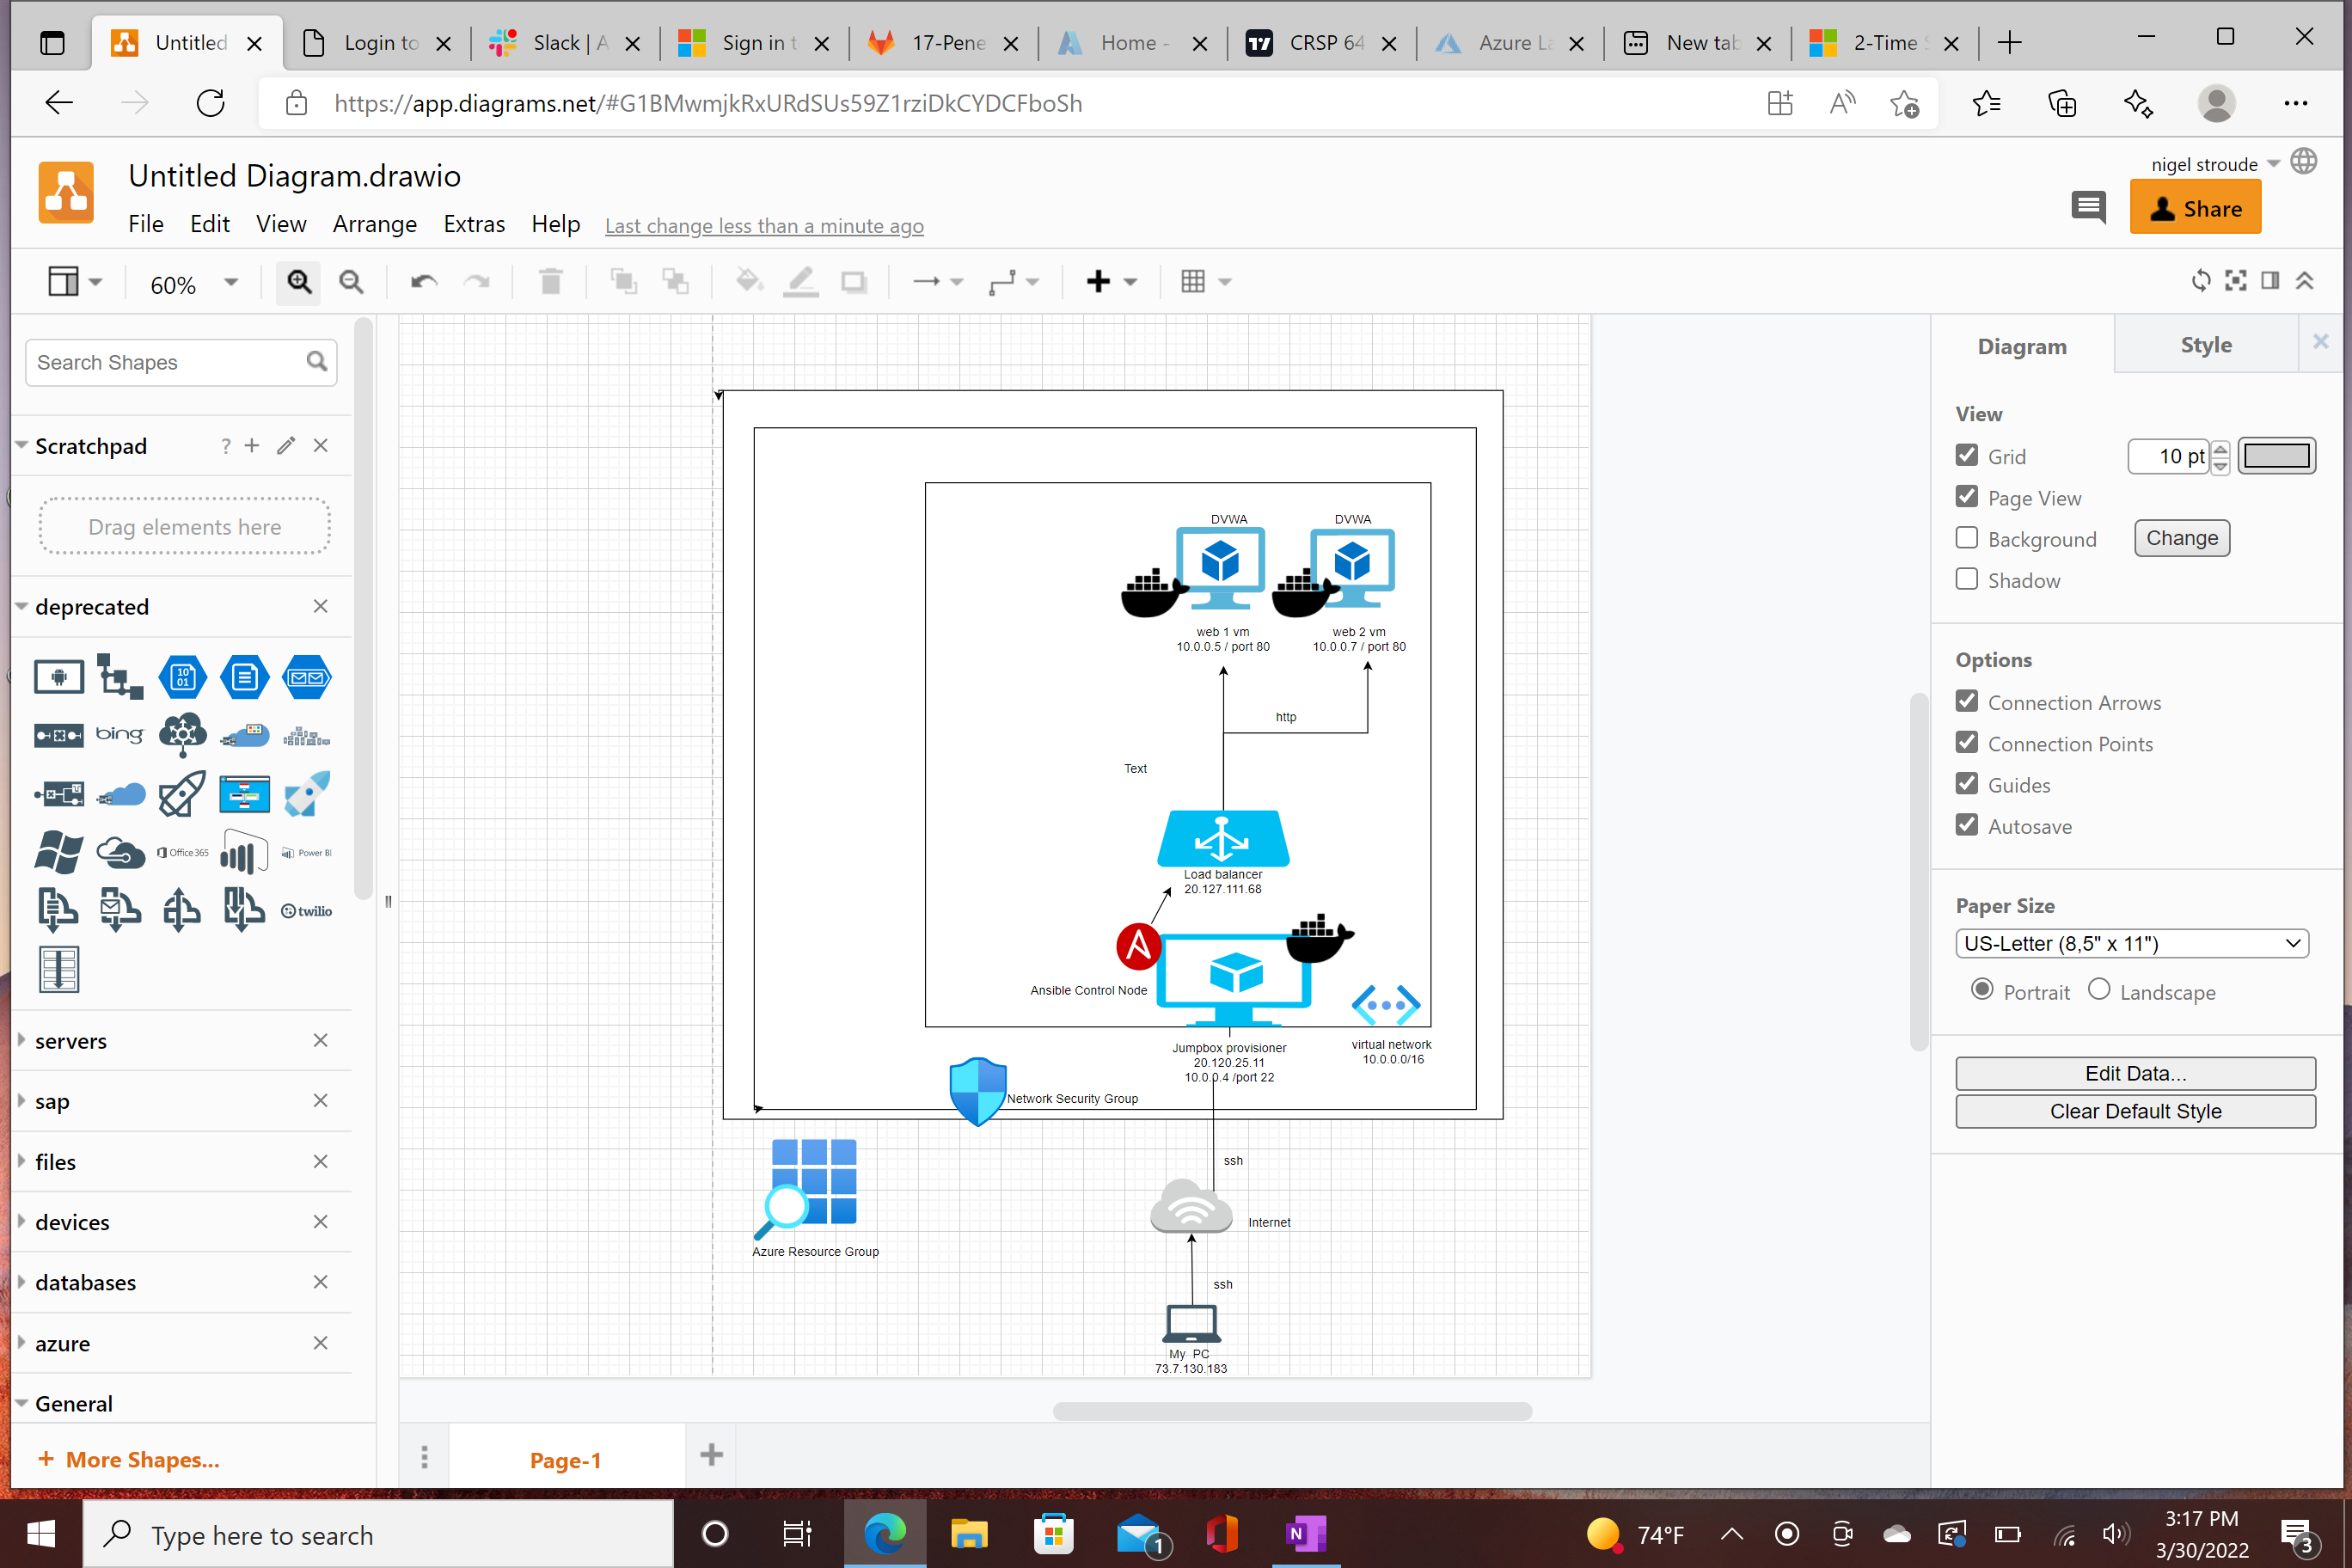 Untitled
Login to
Slack | A
Sign in t
17-Pene
Home -
CRSP 64
Azure La
New tab
2-Time S
https://app.diagrams.net/#G1BMwmjkRxURdSUs59Z1rziDkCYDCFboSh
Untitled Diagram.drawio
nigel stroude
File Edit View Arrange Extras Help Last change less than a minute ago
Share
60%
Search Shapes
Scratchpad
Drag elements here
deprecated
10
01
bing
Office 365
Power BI
twilio
servers
sap
files
devices
databases
azure
General
+ More Shapes...
DVWA
DVWA
web 1 vm
10.0.0.5 / port 80
web 2 vm
10.0.0.7 / port 80
http
Text
Load balancer
20.127.111.68
A
Ansible Control Node
Jumpbox provisioner
20.120.25.11
10.0.0.4 /port 22
virtual network
10.0.0.0/16
Network Security Group
ssh
Azure Resource Group
Internet
ssh
My PC
73.7.130.183
Page-1
Diagram
Style
View
Grid
10 pt
Page View
Background
Change
Shadow
Options
Connection Arrows
Connection Points
Guides
Autosave
Paper Size
US-Letter (8,5" x 11")
Portrait
Landscape
Edit Data...
Clear Default Style
Type here to search
1
N
74°F
3:17 PM
3/30/2022
3